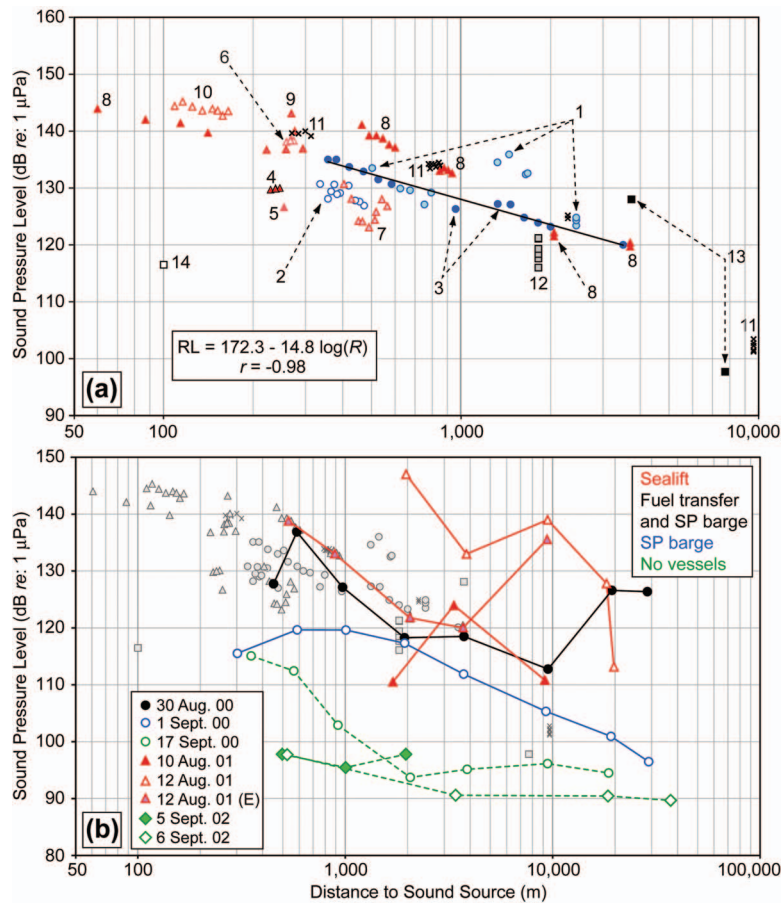 Sound Pressure Level (dB re: 1 µPa)
160
150
140
130
120
110
100
90
8
10
6
9
11
8
1
4
5
7
11
8
2
3
12
8
8
13
14
11
RL = 172.3 - 14.8 log(R)
r = -0.98
(a)
50
100
1,000
10,000
Sound Pressure Level (dB re: 1 µPa)
150
140
130
120
110
100
90
80
Sealift
Fuel transfer
and SP barge
SP barge
No vessels
30 Aug. 00
1 Sept. 00
17 Sept. 00
10 Aug. 01
12 Aug. 01
12 Aug. 01 (E)
5 Sept. 02
6 Sept. 02
(b)
50
100
1,000
10,000
100,000
Distance to Sound Source (m)